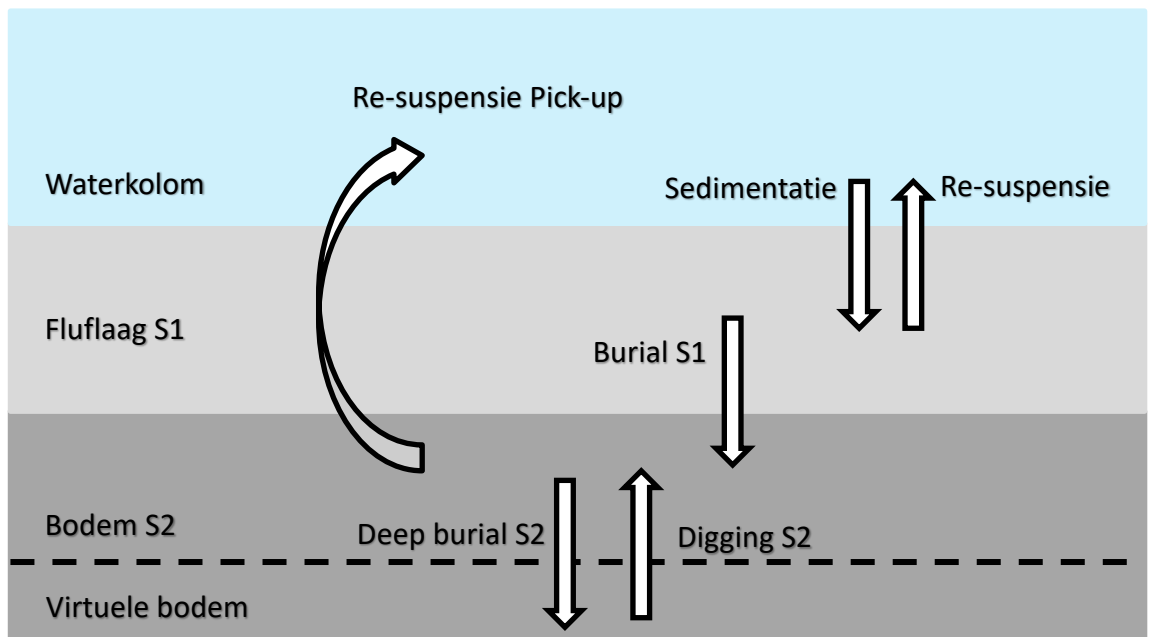 Re-suspensie Pick-up
Waterkolom
Sedimentatie
Re-suspensie
Fluflaag S1
Burial S1
Bodem S2
Deep burial S2
Digging S2
Virtuele bodem